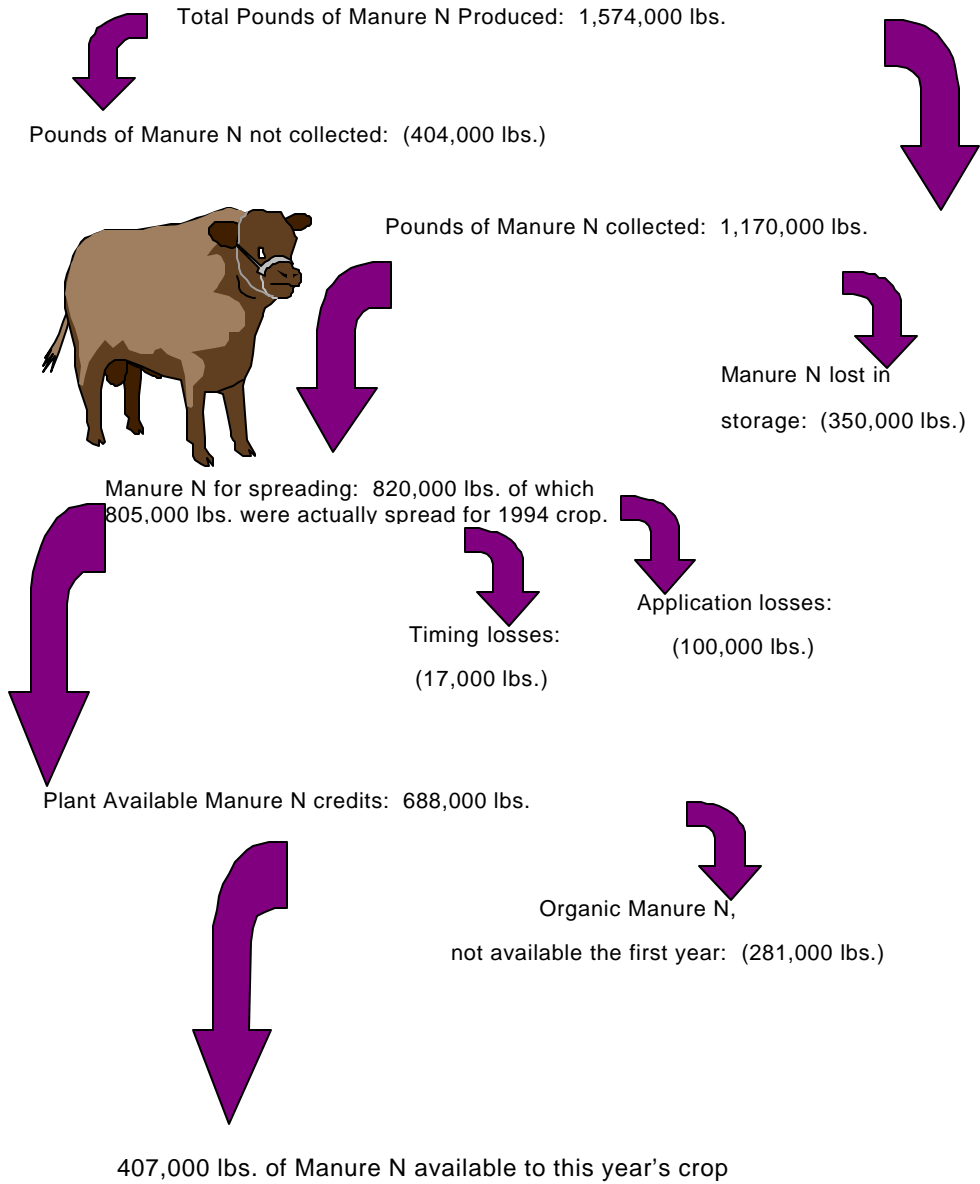 Total Pounds of Manure N Produced: 1,574,000 lbs.
Pounds of Manure N not collected: (404,000 lbs.)
Pounds of Manure N collected: 1,170,000 lbs.
Manure N lost in
storage: (350,000 lbs.)
Manure N for spreading: 820,000 lbs. of which
805,000 lbs. were actually spread for 1994 crop.
Application losses:
(100,000 lbs.)
Timing losses:
(17,000 lbs.)
Plant Available Manure N credits: 688,000 lbs.
Organic Manure N,
not available the first year: (281,000 lbs.)
407,000 lbs. of Manure N available to this year's crop